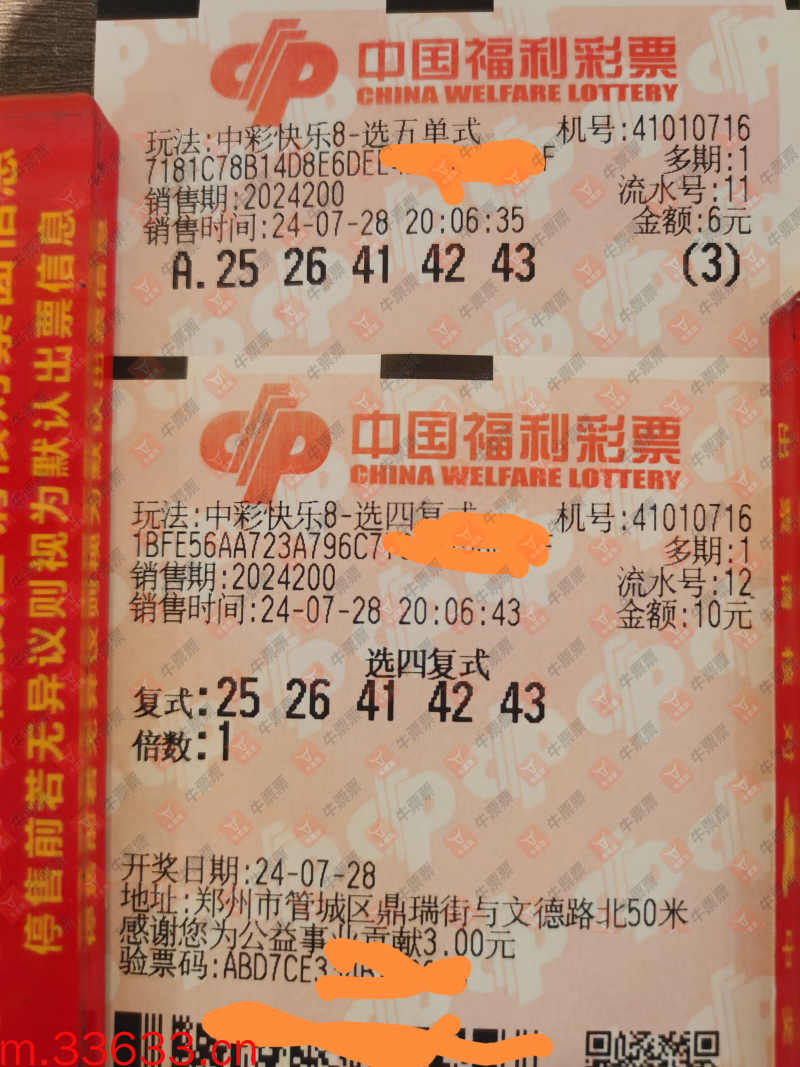 中国福利彩票
CHINA WELFARE LOTTERY
玩法:中彩快乐8-选五单式 机号:41010716
7181C78B14D8E6DEL F 多期:1
销售期:2024200 流水号:11
销售时间:24-07-28 20:06:35 金额:6元
A.25 26 41 42 43 (3)
中国福利彩票
CHINA WELFARE LOTTERY
玩法:中彩快乐8-选四复式 机号:41010716
1BFE56AA723A796C7 多期:1
销售期:2024200 流水号:12
销售时间:24-07-28 20:06:43 金额:10元
选四复式
复式:25 26 41 42 43
倍数:1
开奖日期:24-07-28
地址:郑州市管城区鼎瑞街与文德路北50米
感谢您为公益事业贡献3.00元
验票码:ABD7CE3
停售前若无异议则视为默认出票信息
牛票票
m.33633.cn